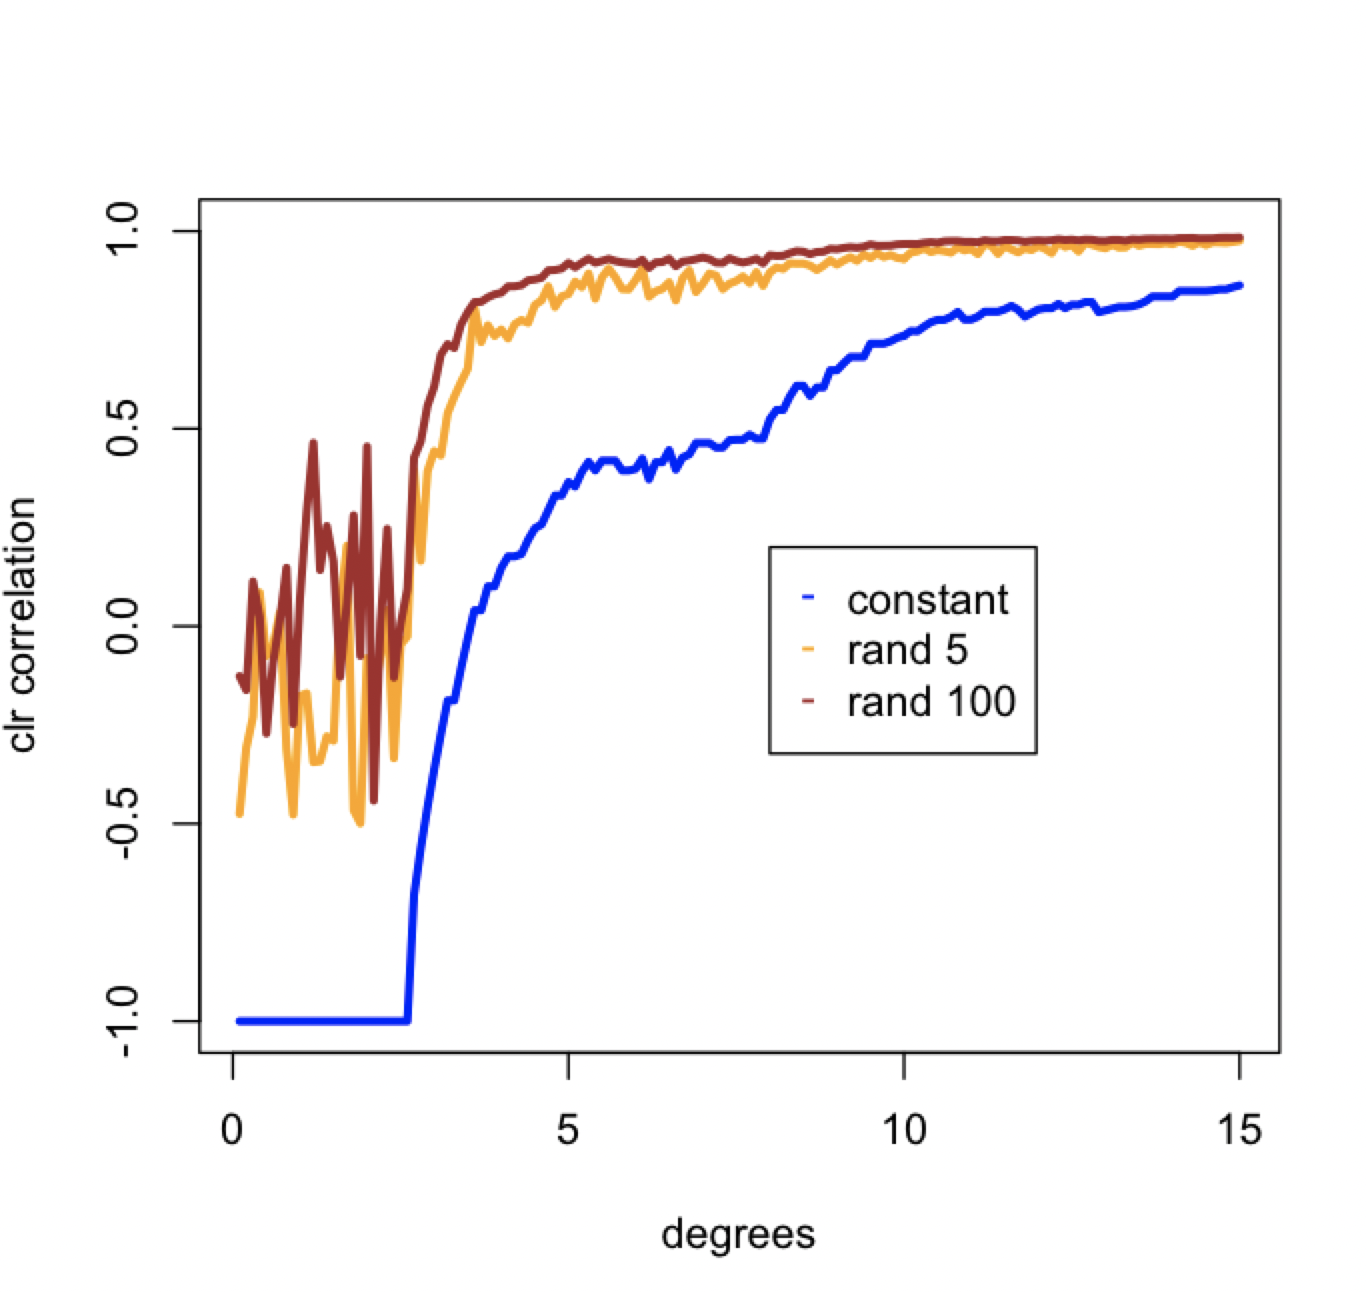 clr correlation
1.0
0.5
0.0
-0.5
-1.0
constant
rand 5
rand 100
0 5 10 15
degrees